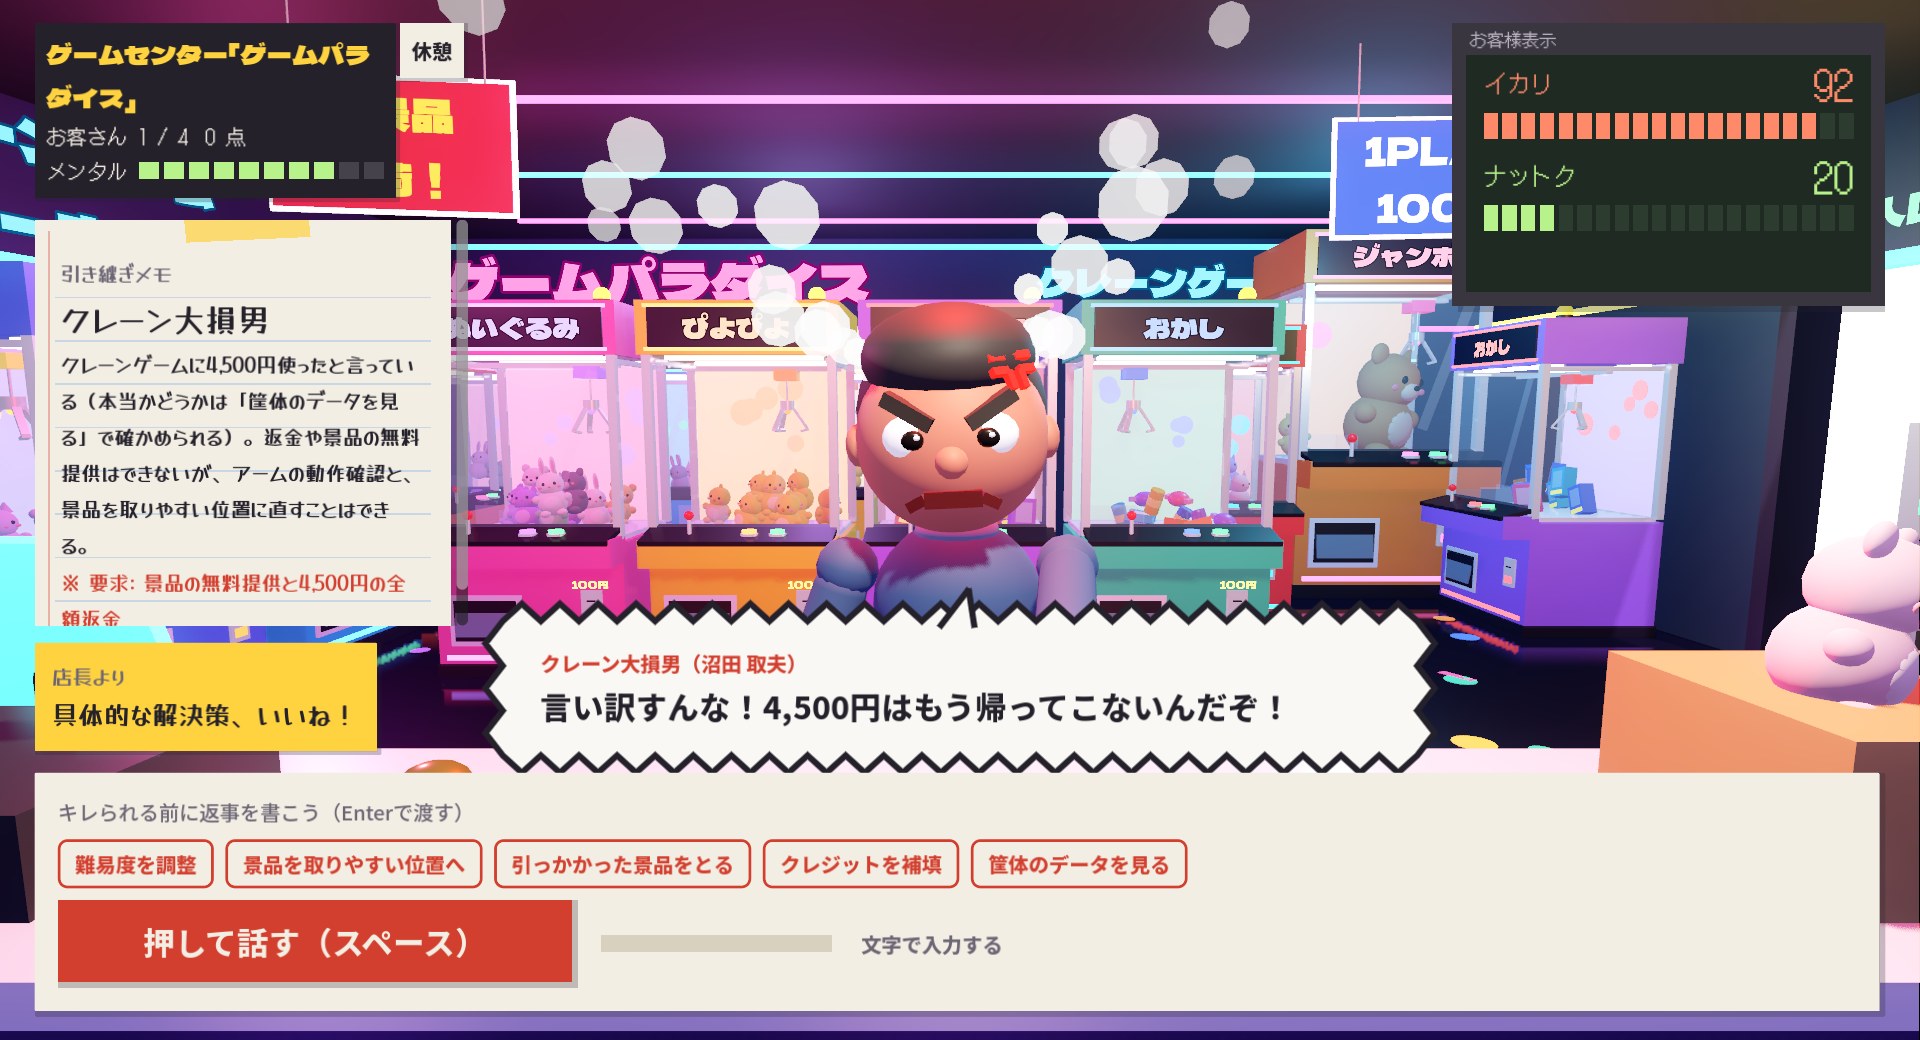 ゲームセンター「ゲームパラ
ダイス」
お客さん 1/4 0点
メンタル
休憩
品
！
1PL
100
お客様表示
イカリ 92
ナットク 20
引き継ぎメモ
クレーン大損男
クレーンゲームに4,500円使ったと言ってい
る（本当かどうかは「筐体のデータを見
る」で確かめられる）。返金や景品の無料
提供はできないが、アームの動作確認と、
景品を取りやすい位置に直すことはでき
る。
※ 要求: 景品の無料提供と4,500円の全
額返金
ゲームパラダイス
クレーンゲー
ジャンボ
ぬいぐるみ
ぴよぴよ
おかし
おかし
100円
100
100円
店長より
具体的な解決策、いいね！
クレーン大損男（沼田 取夫）
言い訳すんな！4,500円はもう帰ってこないんだぞ！
キレられる前に返事を書こう（Enterで渡す）
難易度を調整
景品を取りやすい位置へ
引っかかった景品をとる
クレジットを補填
筐体のデータを見る
押して話す（スペース）
文字で入力する